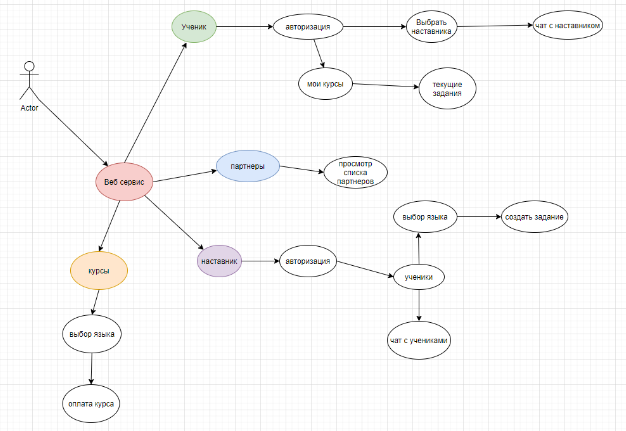 Ученик
авторизация
Выбрать
наставника
чат с наставником
мои курсы
текущие
задания
Actor
Веб сервис
партнеры
просмотр
списка
партнеров
выбор языка
создать задание
наставник
авторизация
ученики
курсы
чат с учениками
выбор языка
оплата курса